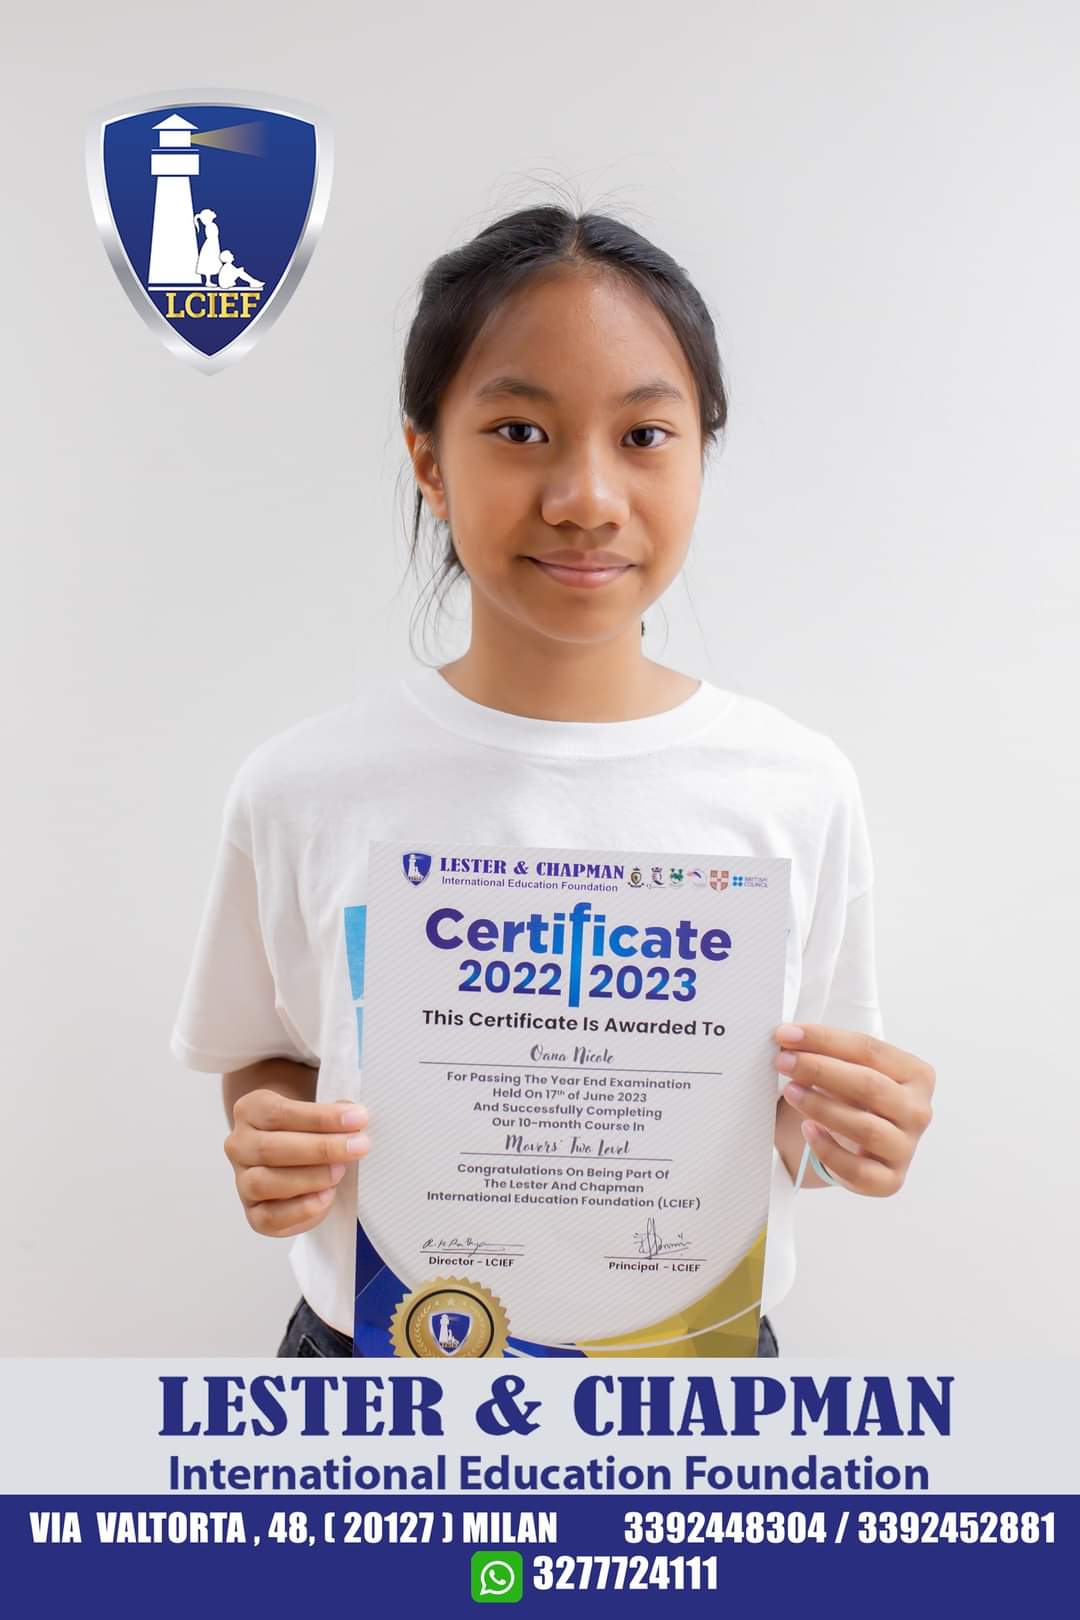 LCIEF
LESTER & CHAPMAN
International Education Foundation
BRITISH
COUNCIL
Certificate
2022 2023
This Certificate Is Awarded To
Oana Nicole
For Passing The Year End Examination
Held On 17th of June 2023
And Successfully Completing
Our 10-month Course In
Movers' Two Level
Congratulations On Being Part Of
The Lester And Chapman
International Education Foundation (LCIEF)
Director - LCIEF
Principal - LCIEF
LESTER & CHAPMAN
International Education Foundation
VIA VALTORTA , 48, ( 20127 ) MILAN 3392448304 / 3392452881
3277724111